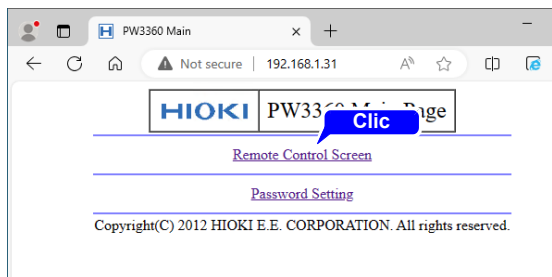 PW3360 Main
Not secure 192.168.1.31
HIOKI PW3360 Main Page
Clic
Remote Control Screen
Password Setting
Copyright(C) 2012 HIOKI E.E. CORPORATION. All rights reserved.